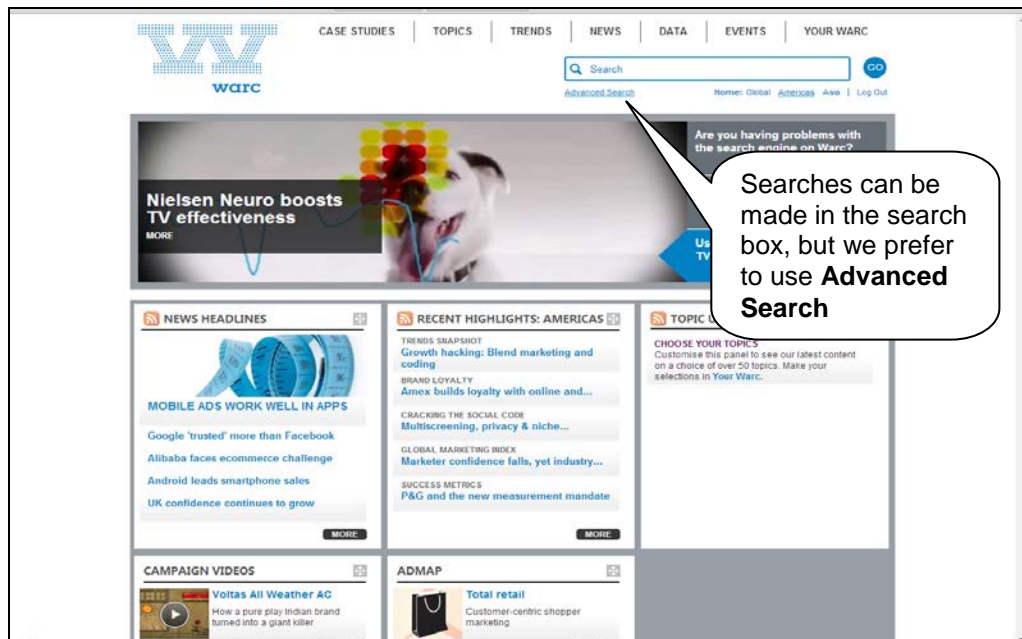 CASE STUDIES TOPICS TRENDS NEWS DATA EVENTS YOUR WARC
warc
Search GO
Advanced Search Home: Global Americas Asia | Log Out
Are you having problems with
the search engine on Warc?
Nielsen Neuro boosts
TV effectiveness
MORE
Us
TV
Searches can be
made in the search
box, but we prefer
to use Advanced
Search
NEWS HEADLINES
MOBILE ADS WORK WELL IN APPS
Google 'trusted' more than Facebook
Alibaba faces ecommerce challenge
Android leads smartphone sales
UK confidence continues to grow
MORE
RECENT HIGHLIGHTS: AMERICAS
TRENDS SNAPSHOT
Growth hacking: Blend marketing and
coding
BRAND LOYALTY
Amex builds loyalty with online and...
CRACKING THE SOCIAL CODE
Multiscreening, privacy & niche...
GLOBAL MARKETING INDEX
Marketer confidence falls, yet industry...
SUCCESS METRICS
P&G and the new measurement mandate
MORE
TOPIC U
CHOOSE YOUR TOPICS
Customise this panel to see our latest content
on a choice of over 50 topics. Make your
selections in Your Warc.
CAMPAIGN VIDEOS
Voltas All Weather AC
How a pure play Indian brand
turned into a giant killer
ADMAP
Total retail
Customer-centric shopper
marketing